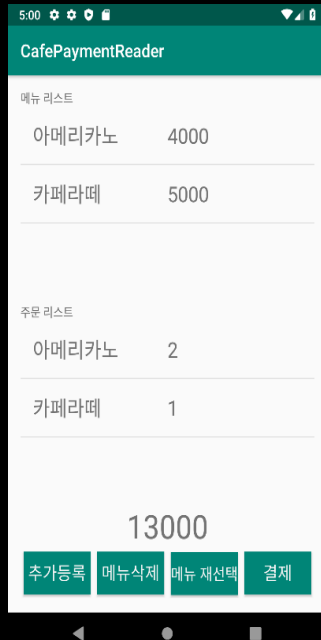 5:00
CafePaymentReader
메뉴 리스트
아메리카노 4000
카페라떼 5000
주문 리스트
아메리카노 2
카페라떼 1
13000
추가등록 메뉴삭제 메뉴 재선택 결제